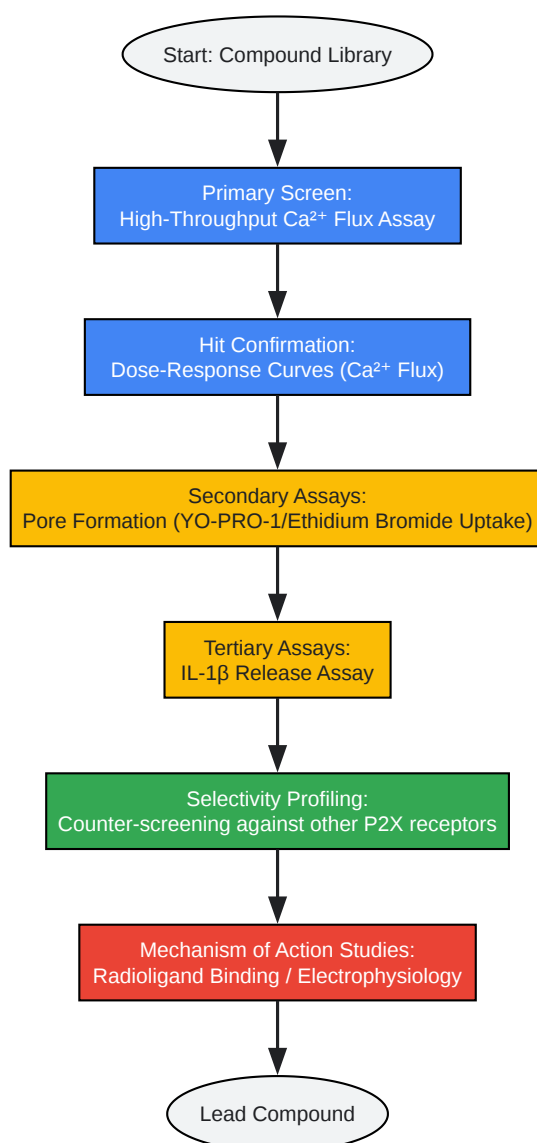 Start: Compound Library
Primary Screen:
High-Throughput Ca²⁺ Flux Assay
Hit Confirmation:
Dose-Response Curves (Ca²⁺ Flux)
Secondary Assays:
Pore Formation (YO-PRO-1/Ethidium Bromide Uptake)
Tertiary Assays:
IL-1β Release Assay
Selectivity Profiling:
Counter-screening against other P2X receptors
Mechanism of Action Studies:
Radioligand Binding / Electrophysiology
Lead Compound